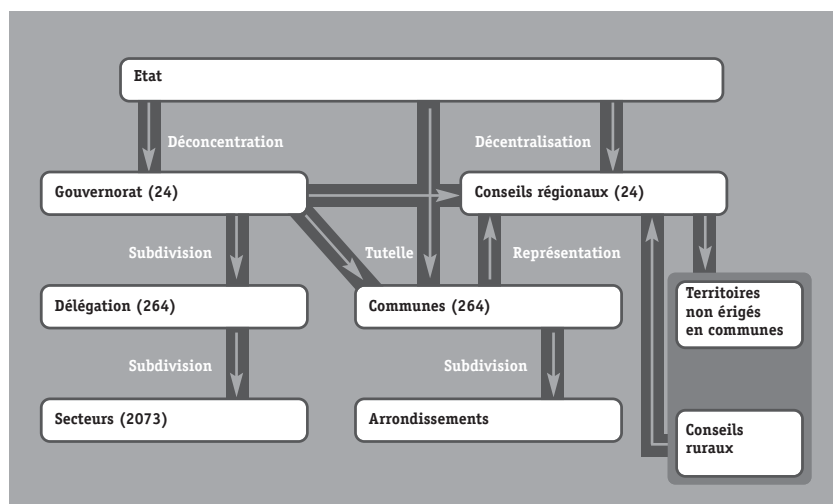 Etat
Déconcentration
Décentralisation
Gouvernorat (24)
Conseils régionaux (24)
Subdivision
Tutelle
Représentation
Délégation (264)
Communes (264)
Territoires
non érigés
en communes
Subdivision
Subdivision
Secteurs (2073)
Arrondissements
Conseils
ruraux